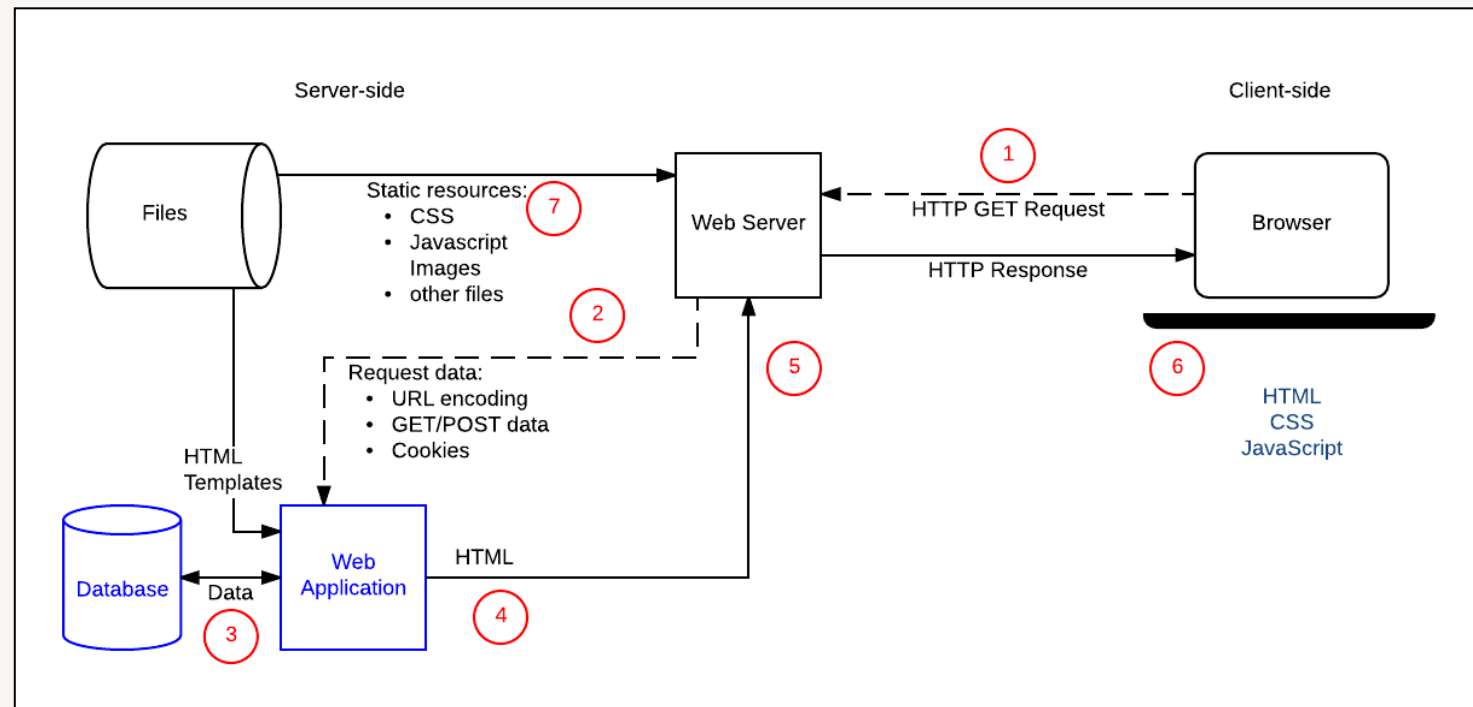 Server-side
Client-side
1
Files
Static resources:
• CSS
• Javascript
Images
• other files
7
Web Server
HTTP GET Request
HTTP Response
Browser
2
Request data:
• URL encoding
• GET/POST data
• Cookies
5
6
HTML
CSS
JavaScript
HTML
Templates
Database
Data
3
Web
Application
HTML
4